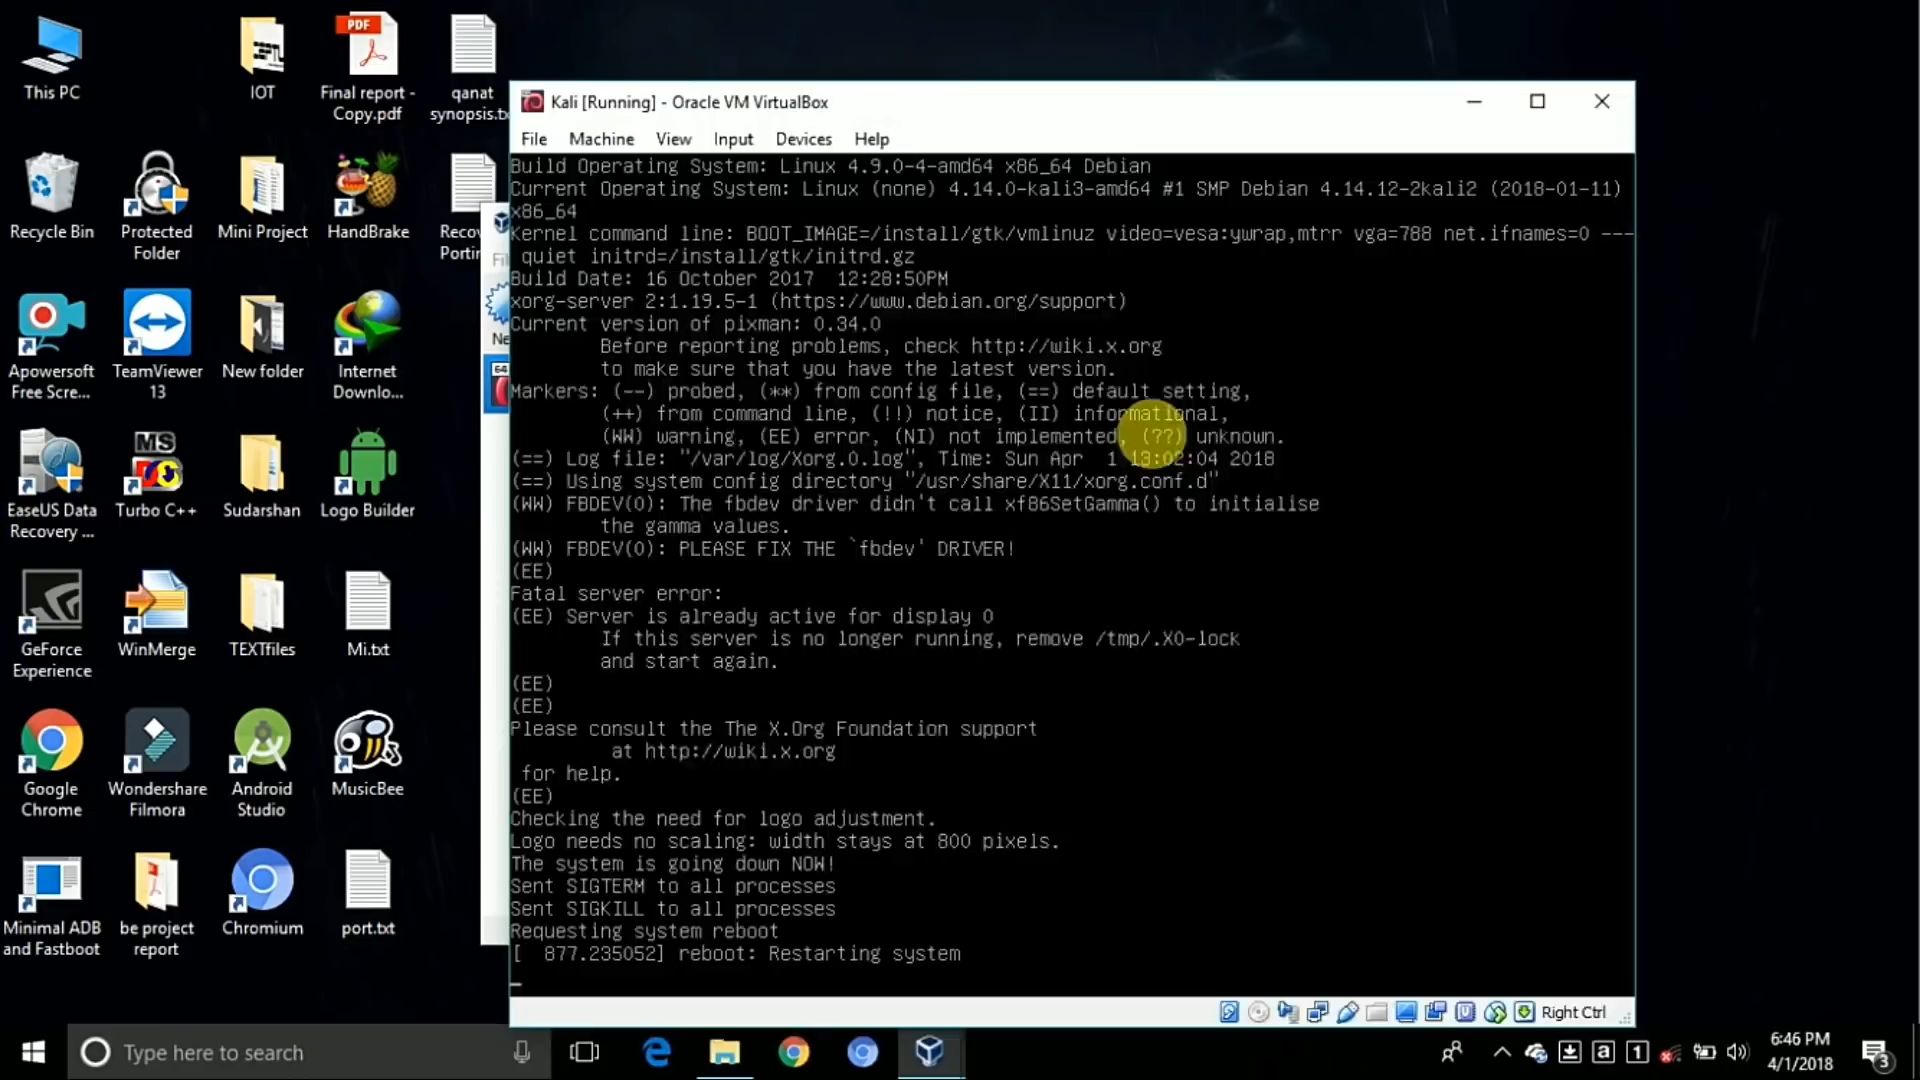 This PC
IOT
Final report -
Copy.pdf
qanat
synopsis.tx
Recycle Bin
Protected
Folder
Mini Project
HandBrake
Recov
Portin
Apowersoft
Free Scre...
TeamViewer
13
New folder
Internet
Downlo...
EaseUS Data
Recovery ...
MS
Turbo C++
Sudarshan
Logo Builder
GeForce
Experience
WinMerge
TEXTfiles
Mi.txt
Google
Chrome
Wondershare
Filmora
Android
Studio
MusicBee
Minimal ADB
and Fastboot
be project
report
Chromium
port.txt
Fil
Ne
64
Kali [Running] - Oracle VM VirtualBox
File Machine View Input Devices Help
Build Operating System: Linux 4.9.0-4-amd64 x86_64 Debian
Current Operating System: Linux (none) 4.14.0-kali3-amd64 #1 SMP Debian 4.14.12-2kali2 (2018-01-11)
x86_64
Kernel command line: BOOT_IMAGE=/install/gtk/vmlinuz video=vesa:ywrap,mtrr vga=788 net.ifnames=0 ---
quiet initrd=/install/gtk/initrd.gz
Build Date: 16 October 2017  12:28:50PM
xorg-server 2:1.19.5-1 (https://www.debian.org/support)
Current version of pixman: 0.34.0
Before reporting problems, check http://wiki.x.org
to make sure that you have the latest version.
Markers: (--) probed, (**) from config file, (==) default setting,
(++) from command line, (!!) notice, (II) informational,
(WW) warning, (EE) error, (NI) not implemented, (??) unknown.
(==) Log file: "/var/log/Xorg.0.log", Time: Sun Apr  1 13:02:04 2018
(==) Using system config directory "/usr/share/X11/xorg.conf.d"
(WW) FBDEV(0): The fbdev driver didn't call xf86SetGamma() to initialise
the gamma values.
(WW) FBDEV(0): PLEASE FIX THE `fbdev' DRIVER!
(EE)
Fatal server error:
(EE) Server is already active for display 0
If this server is no longer running, remove /tmp/.X0-lock
and start again.
(EE)
(EE)
Please consult the The X.Org Foundation support
at http://wiki.x.org
for help.
(EE)
Checking the need for logo adjustment.
Logo needs no scaling: width stays at 800 pixels.
The system is going down NOW!
Sent SIGTERM to all processes
Sent SIGKILL to all processes
Requesting system reboot
[  877.235052] reboot: Restarting system
Right Ctrl
Type here to search
6:46 PM
4/1/2018
3